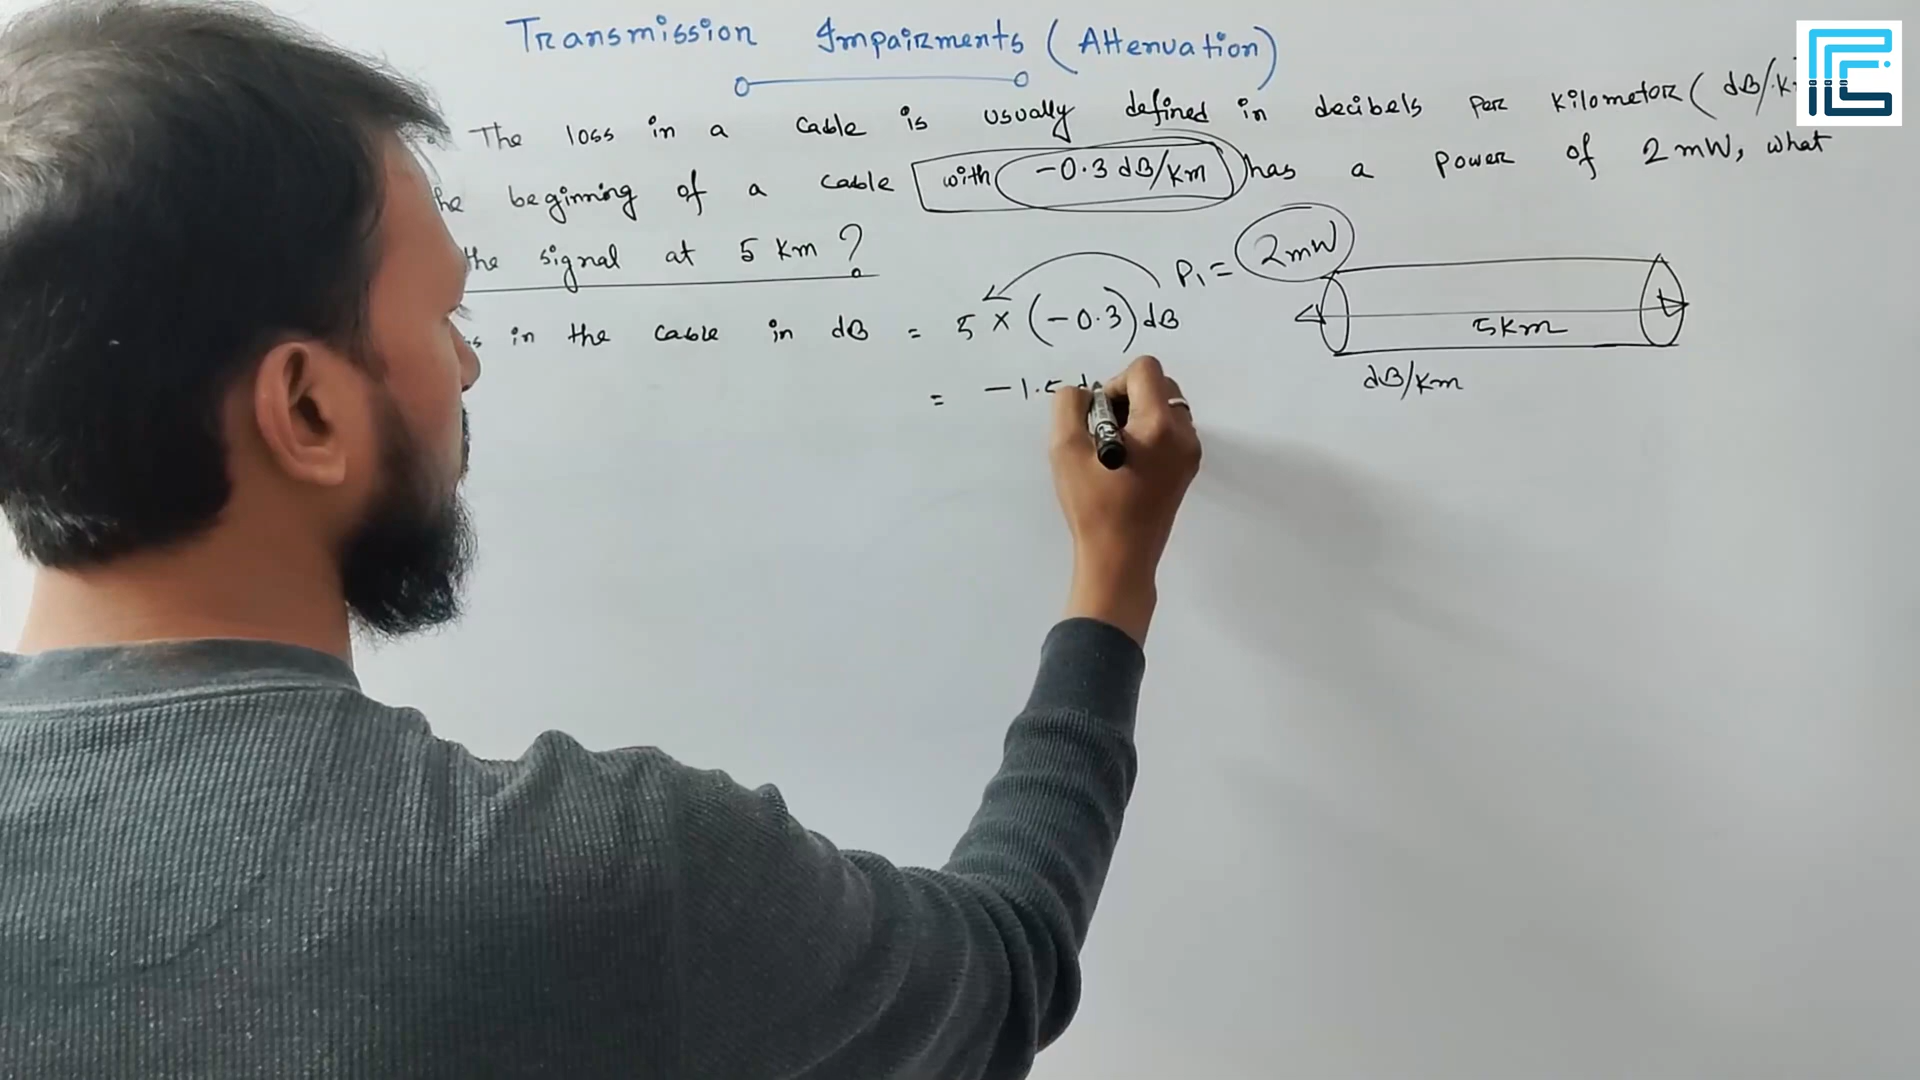 Transmission Impairments (Attenuation)
The loss in a cable is usually defined in decibels per kilometer (dB/k
he beginning of a cable with -0.3 dB/km has a power of 2 mW, what
the signal at 5 km?
P₁ = 2mW
in the cable in dB = 5 × (-0.3) dB
5km
dB/km
= -1.5 d